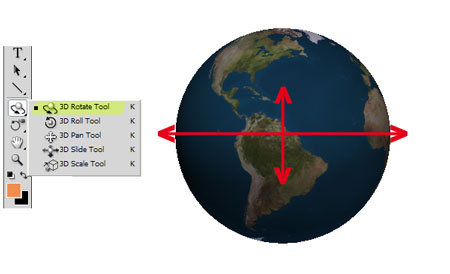 3D Rotate Tool K
3D Roll Tool K
3D Pan Tool K
3D Slide Tool K
3D Scale Tool K